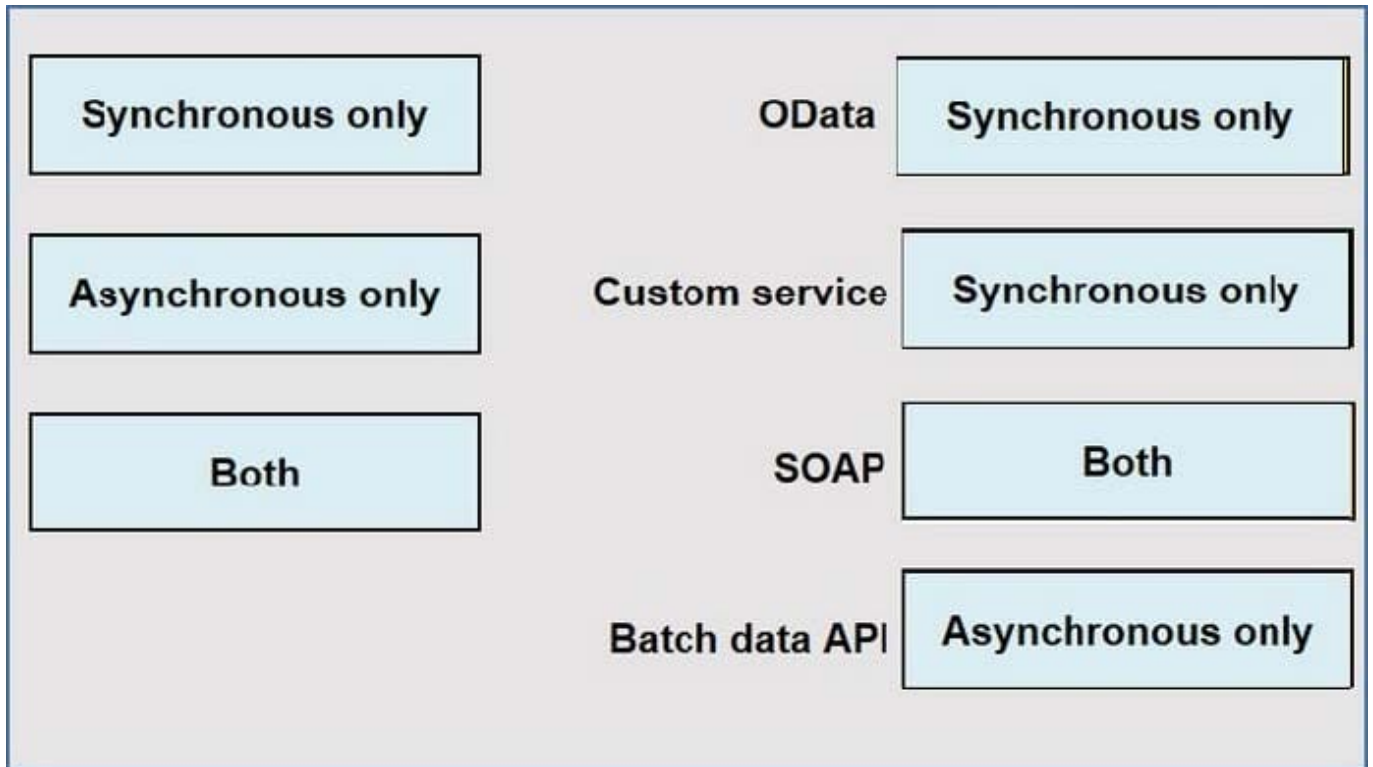 Synchronous only
Asynchronous only
Both
OData
Synchronous only
Custom service
Synchronous only
SOAP
Both
Batch data API
Asynchronous only